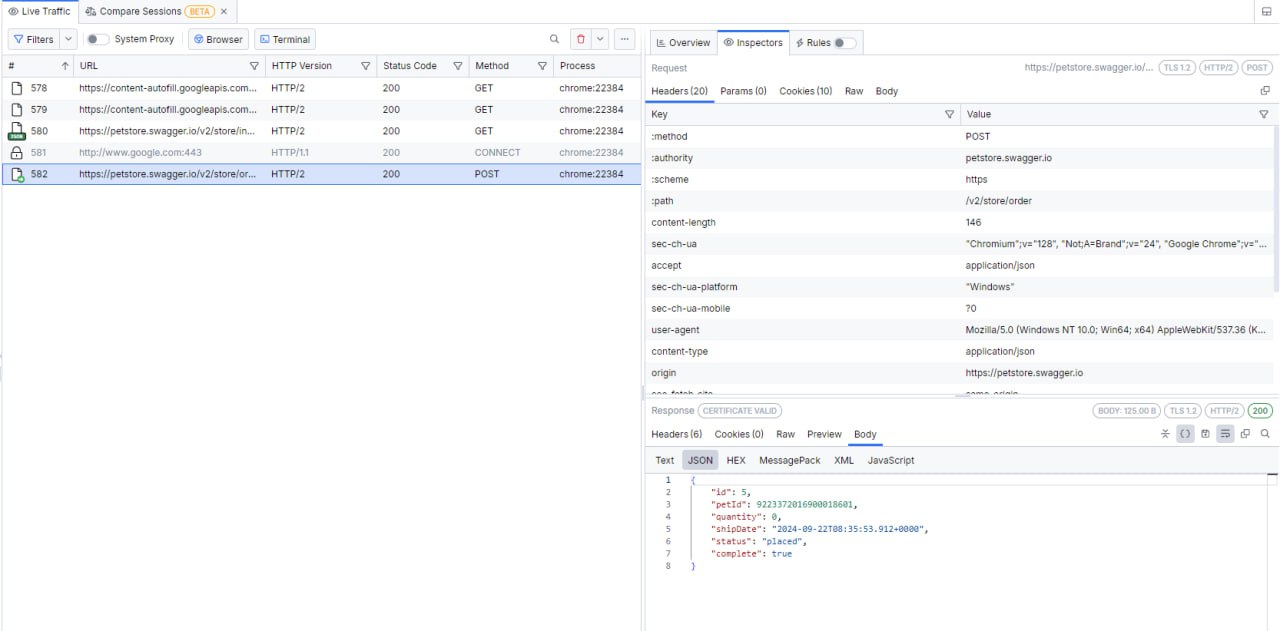 Live Traffic Compare Sessions BETA
Filters System Proxy Browser Terminal
# URL HTTP Version Status Code Method Process
578 https://content-autofill.googleapis.com... HTTP/2 200 GET chrome:22384
579 https://content-autofill.googleapis.com... HTTP/2 200 GET chrome:22384
JSON 580 https://petstore.swagger.io/v2/store/in... HTTP/2 200 GET chrome:22384
581 http://www.google.com:443 HTTP/1.1 200 CONNECT chrome:22384
582 https://petstore.swagger.io/v2/store/or... HTTP/2 200 POST chrome:22384
Overview Inspectors Rules
Request https://petstore.swagger.io/... TLS 1.2 HTTP/2 POST
Headers (20) Params (0) Cookies (10) Raw Body
Key Value
:method POST
:authority petstore.swagger.io
:scheme https
:path /v2/store/order
content-length 146
sec-ch-ua "Chromium";v="128", "Not;A=Brand";v="24", "Google Chrome";v="...
accept application/json
sec-ch-ua-platform "Windows"
sec-ch-ua-mobile ?0
user-agent Mozilla/5.0 (Windows NT 10.0; Win64; x64) AppleWebKit/537.36 (K...
content-type application/json
origin https://petstore.swagger.io
sec-fetch-site same-origin
Response CERTIFICATE VALID BODY: 125.00 B TLS 1.2 HTTP/2 200
Headers (6) Cookies (0) Raw Preview Body
Text JSON HEX MessagePack XML JavaScript
1 {
2 "id": 5,
3 "petId": 9223372016900018601,
4 "quantity": 0,
5 "shipDate": "2024-09-22T08:35:53.912+0000",
6 "status": "placed",
7 "complete": true
8 }